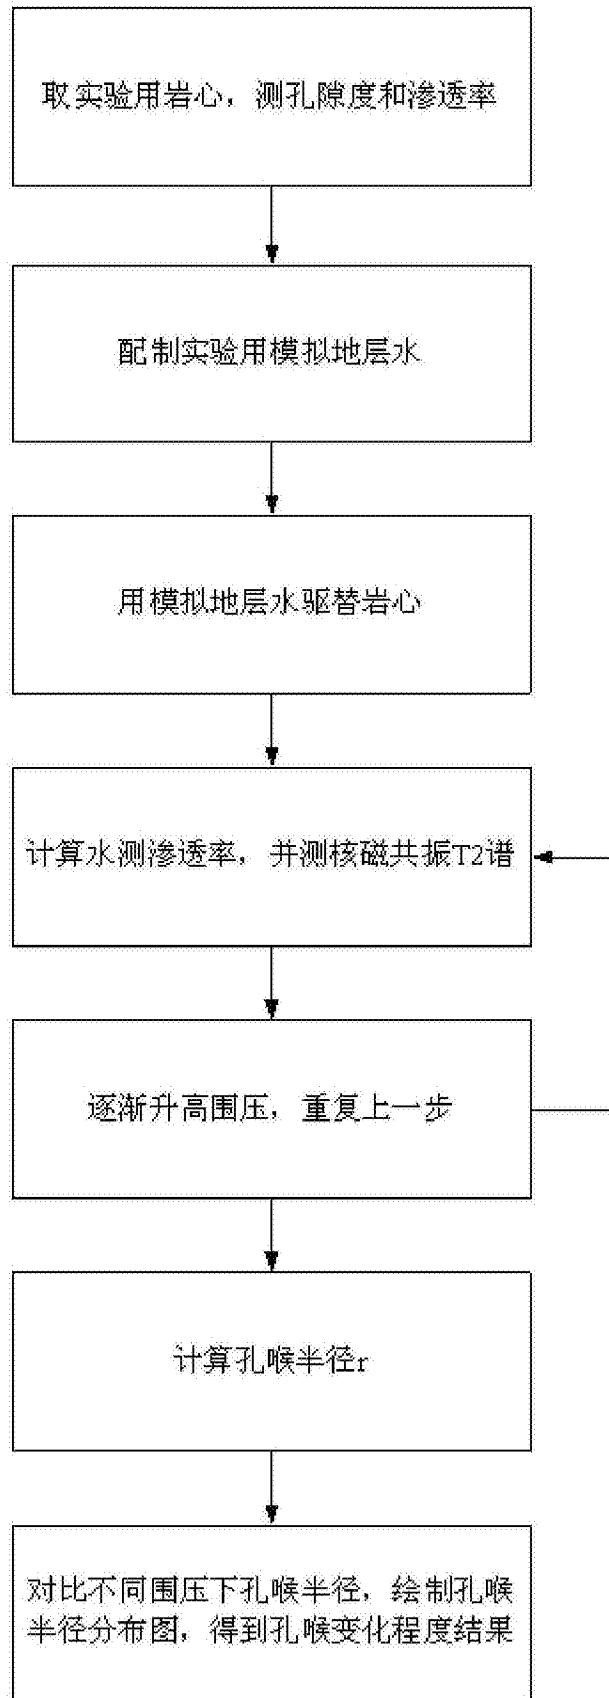 取实验用岩心，测孔隙度和渗透率
配制实验用模拟地层水
用模拟地层水驱替岩心
计算水测渗透率，并测核磁共振T2谱
逐渐升高围压，重复上一步
计算孔喉半径r
对比不同围压下孔喉半径，绘制孔喉
半径分布图，得到孔喉变化程度结果